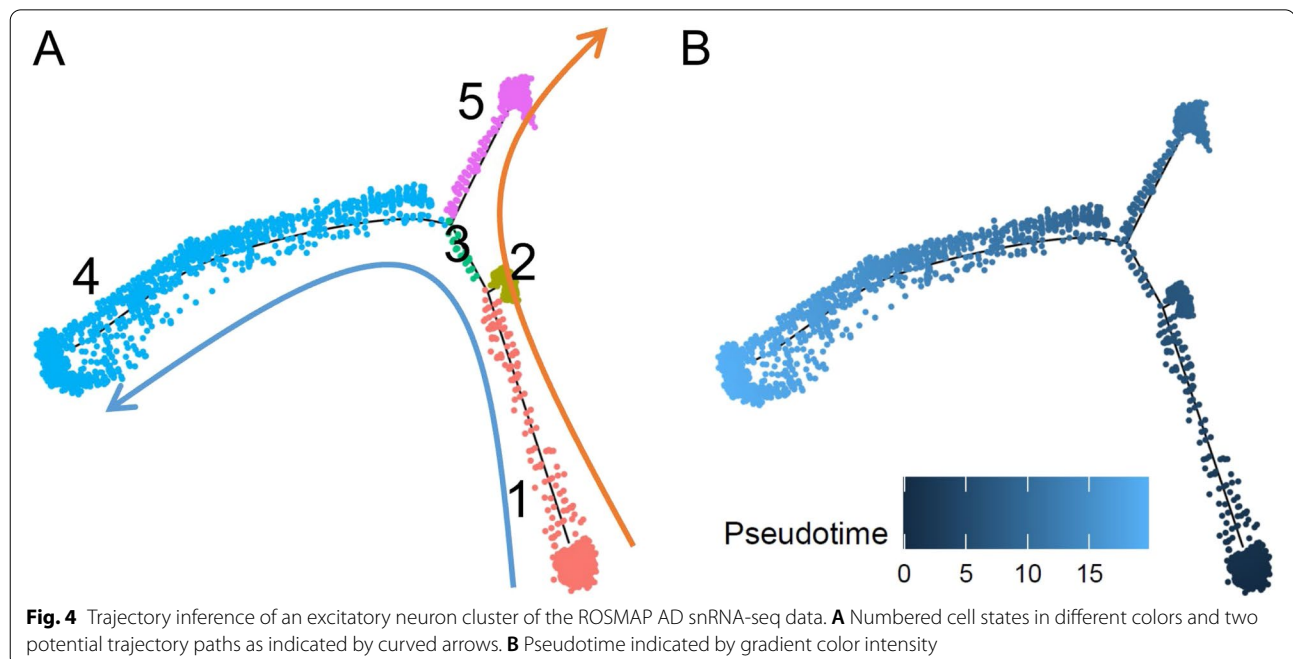 A
B
5
3
2
4
1
Pseudotime
0 5 10 15
Fig. 4 Trajectory inference of an excitatory neuron cluster of the ROSMAP AD snRNA-seq data. A Numbered cell states in different colors and two
potential trajectory paths as indicated by curved arrows. B Pseudotime indicated by gradient color intensity